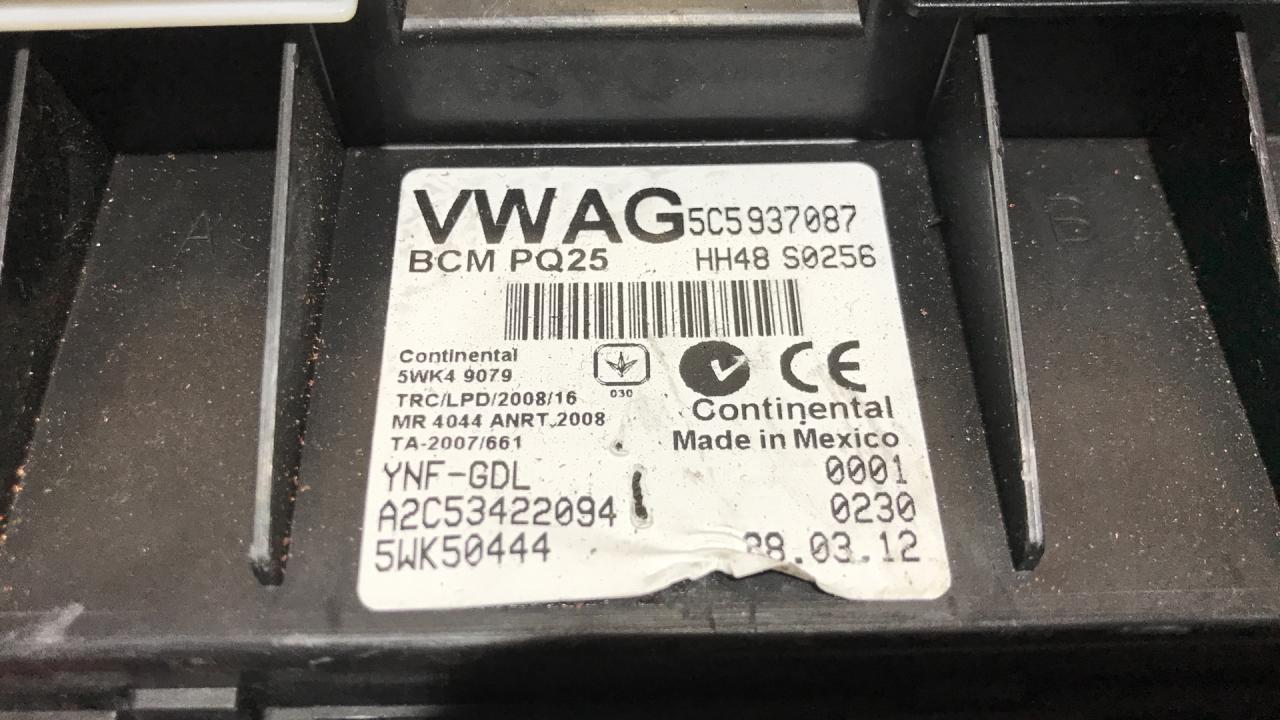 VWAG 5C5937087
BCM PQ25 HH48 S0256
Continental
5WK4 9079
TRC/LPD/2008/16
MR 4044 ANRT.2008
TA-2007/661
030
CE
Continental
Made in Mexico
YNF-GDL 0001
A2C53422094 0230
5WK50444 28.03.12
A
B